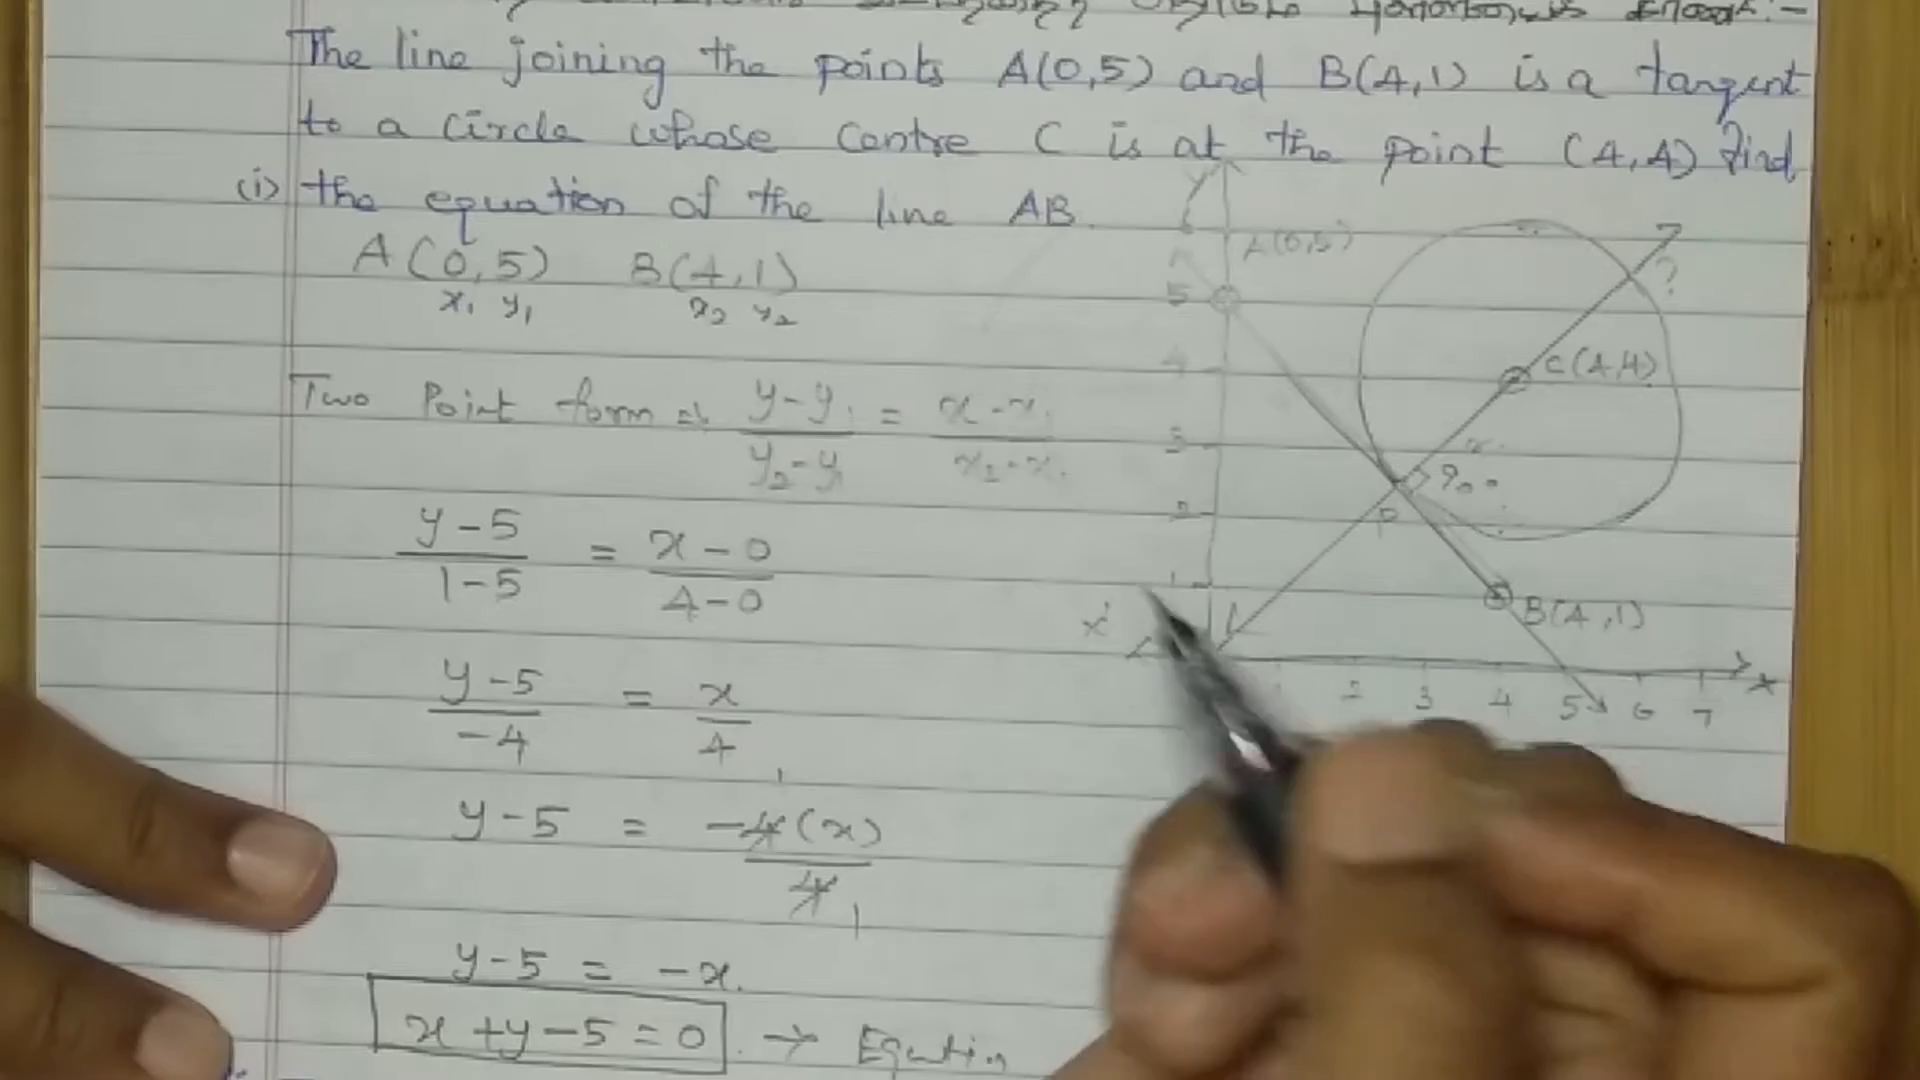 The line joining the points A(0,5) and B(4,1) is a tangent
to a circle whose centre C is at the point (4,4) find
(i) the equation of the line AB.
A(0,5) B(4,1)
x₁ y₁ x₂ y₂
Two Point form ⇒ y-y₁/y₂-y₁ = x-x₁/x₂-x₁
y-5/1-5 = x-0/4-0
y-5/-4 = x/4
y-5 = -4(x)/4 1
y-5 = -x.
x+y-5=0 → Equation
y
6
A(0,5)
5
?
C(4,4)
4
3
x
90°
2
P
1
B(4,1)
x'
2 3 4 5 6 7
x